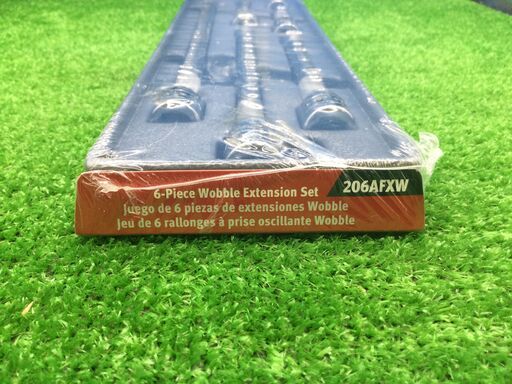 6-Piece Wobble Extension Set 206AFXW
Juego de 6 piezas de extensiones Wobble
Jeu de 6 rallonges à prise oscillante Wobble